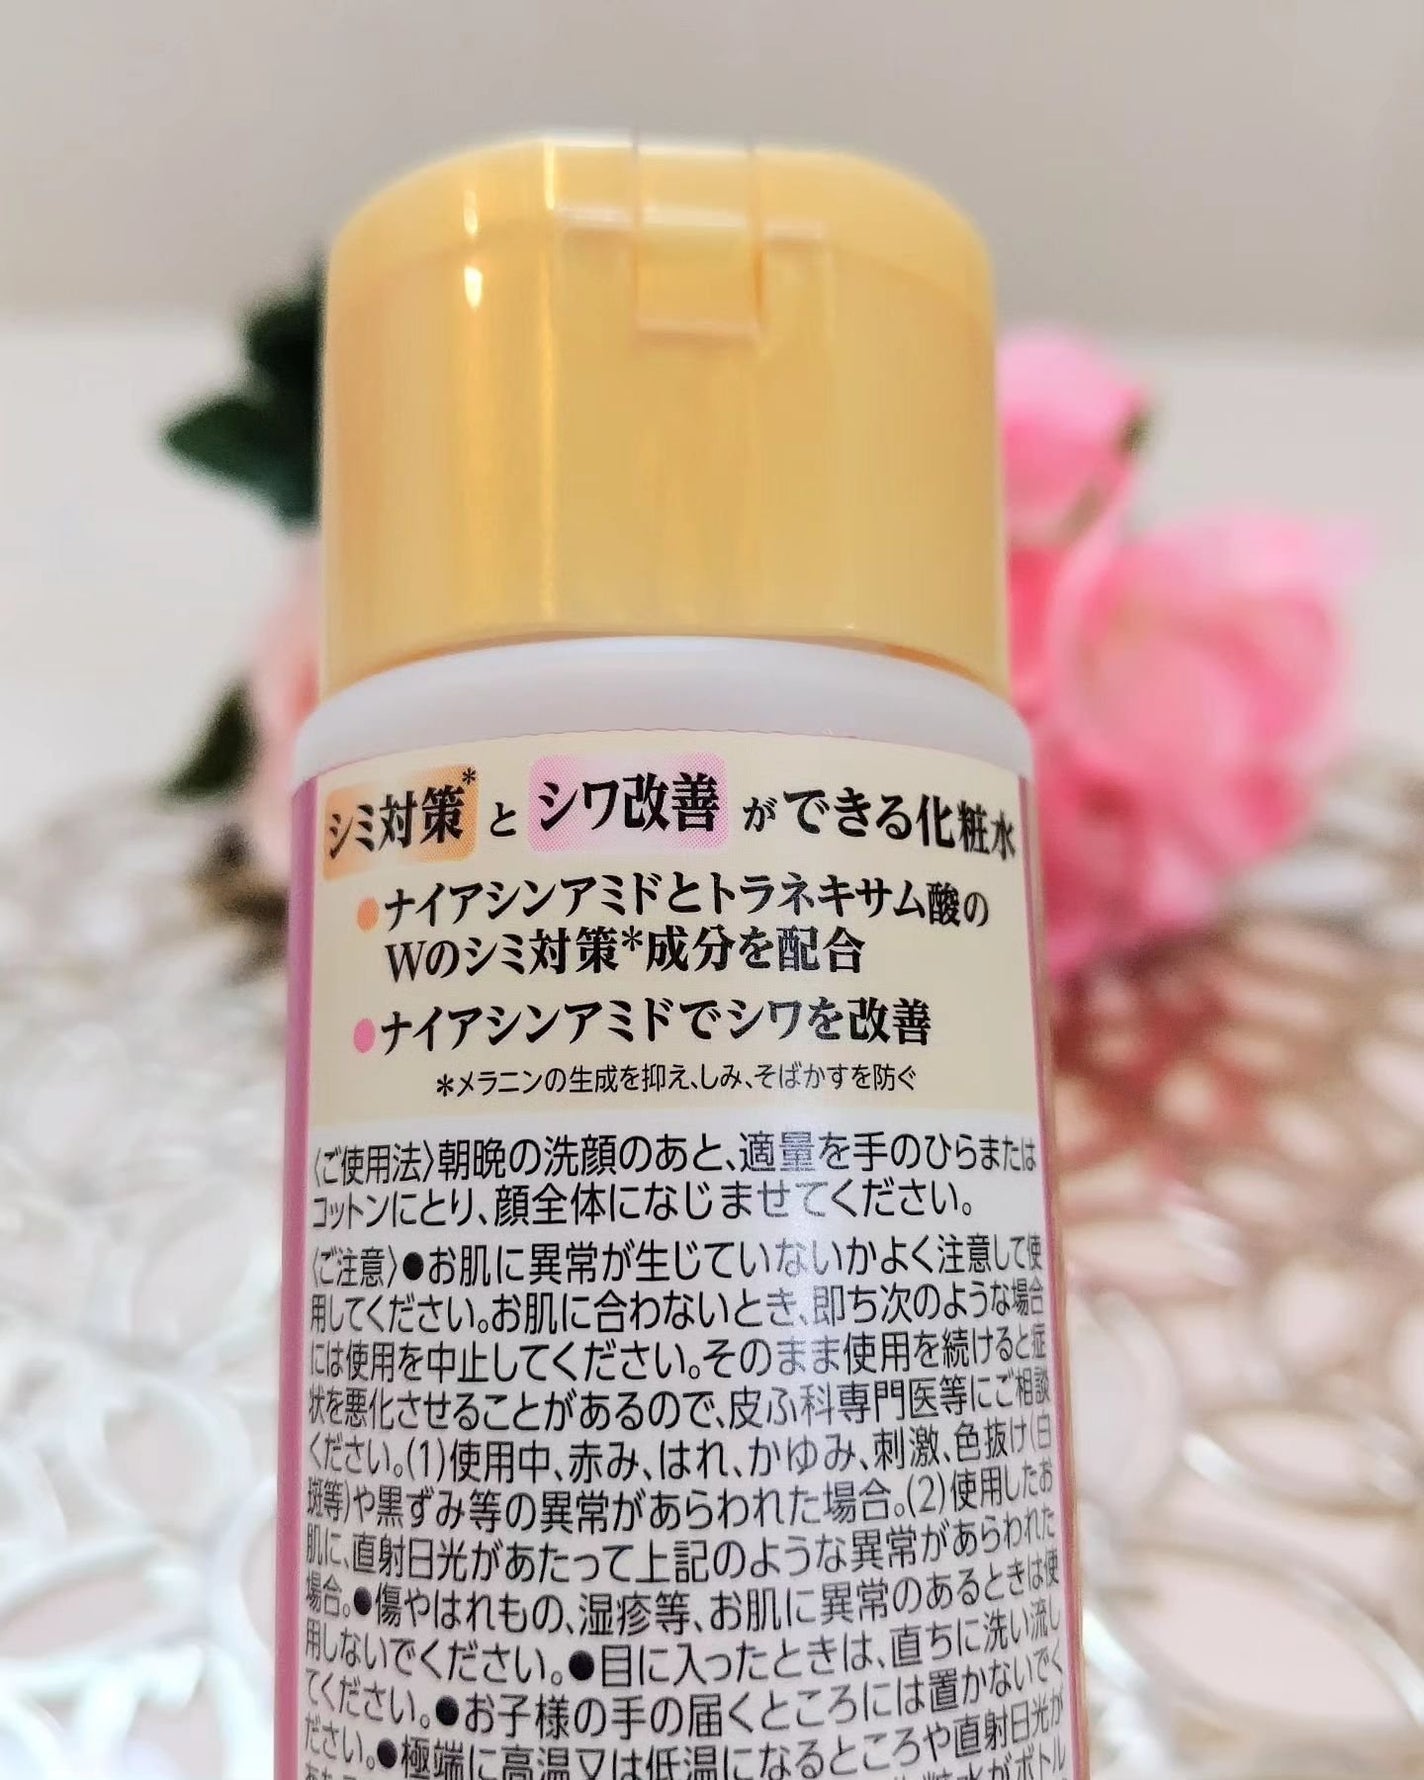 シミ対策*とシワ改善ができる化粧水
●ナイアシンアミドとトラネキサム酸の
Wのシミ対策*成分を配合
●ナイアシンアミドでシワを改善
*メラニンの生成を抑え、しみ、そばかすを防ぐ
〈ご使用法〉朝晩の洗顔のあと、適量を手のひらまたは
コットンにとり、顔全体になじませてください。
〈ご注意〉●お肌に異常が生じていないかよく注意して使
用してください。お肌に合わないとき、即ち次のような場合
には使用を中止してください。そのまま使用を続けると症
状を悪化させることがあるので、皮ふ科専門医等にご相談
ください。(1)使用中、赤み、はれ、かゆみ、刺激、色抜け(白
斑等)や黒ずみ等の異常があらわれた場合。(2)使用したお
肌に、直射日光があたって上記のような異常があらわれた
場合。●傷やはれもの、湿疹等、お肌に異常のあるときは使
用しないでください。●目に入ったときは、直ちに洗い流し
てください。●お子様の手の届くところには置かないでく
ださい。●極端に高温又は低温になるところや直射日光が
化粧水がボトル